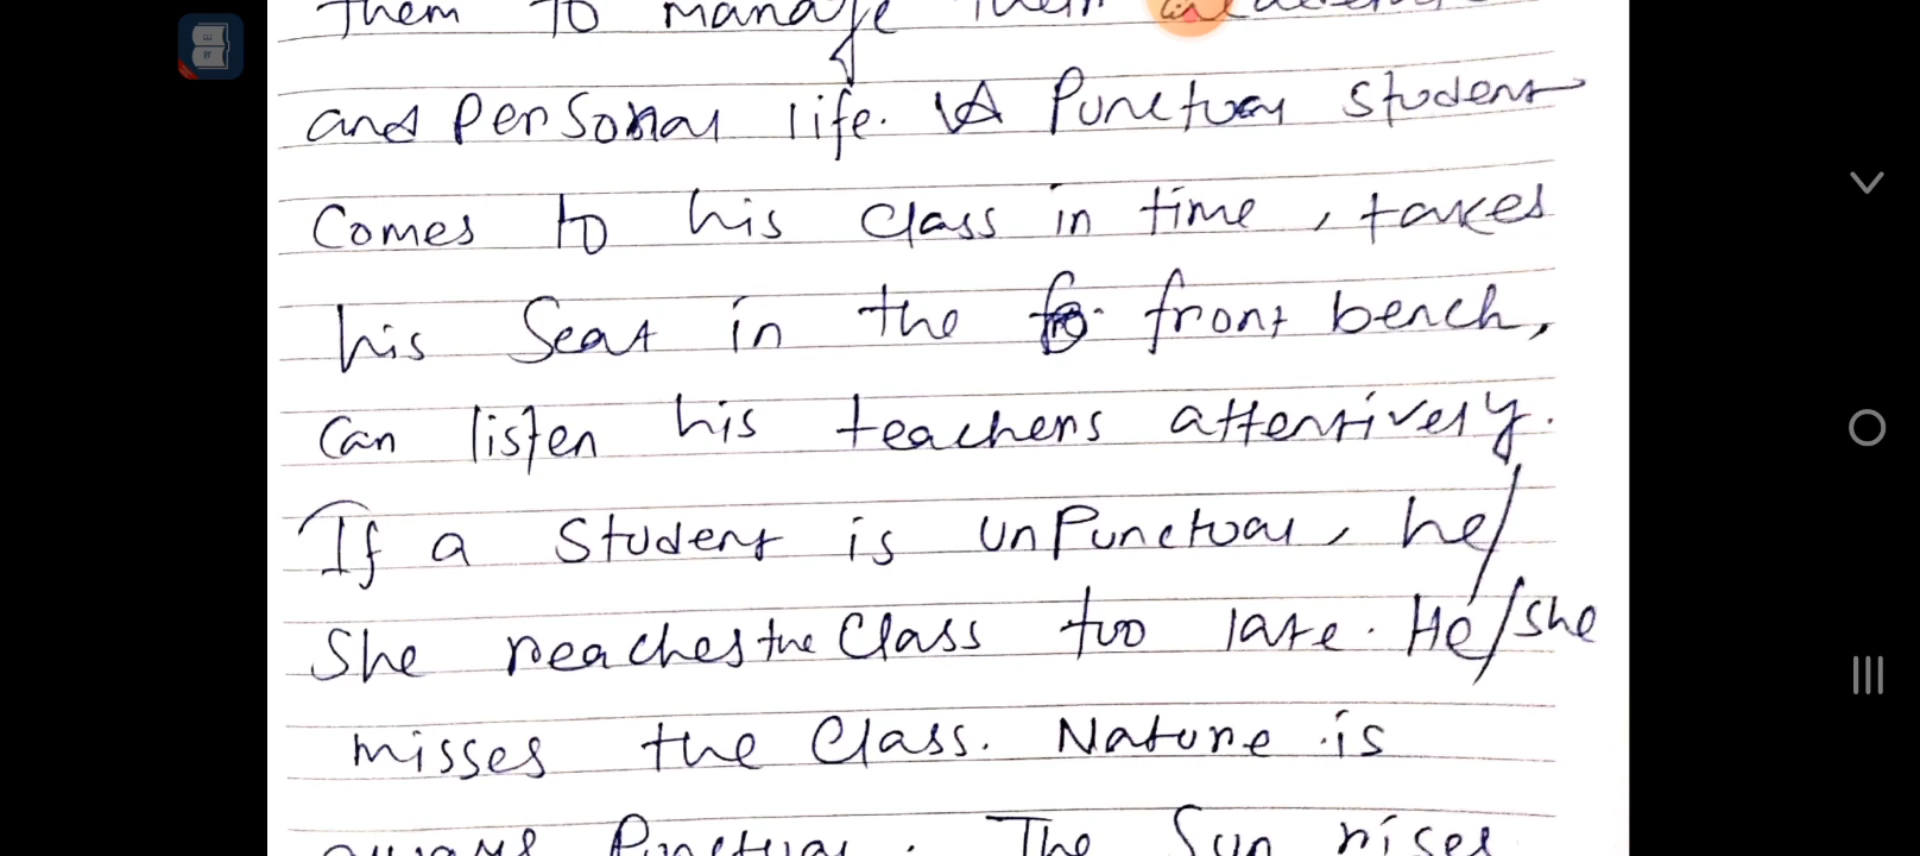 them to manage their
and personal life. A Punctual student
Comes to his class in time, takes
his Seat in the front bench,
Can listen his teachers attentively.
If a student is unPunctual, he/
She reaches the Class too late. He/she
misses the Class. Nature is
always Punctual. The Sun rises